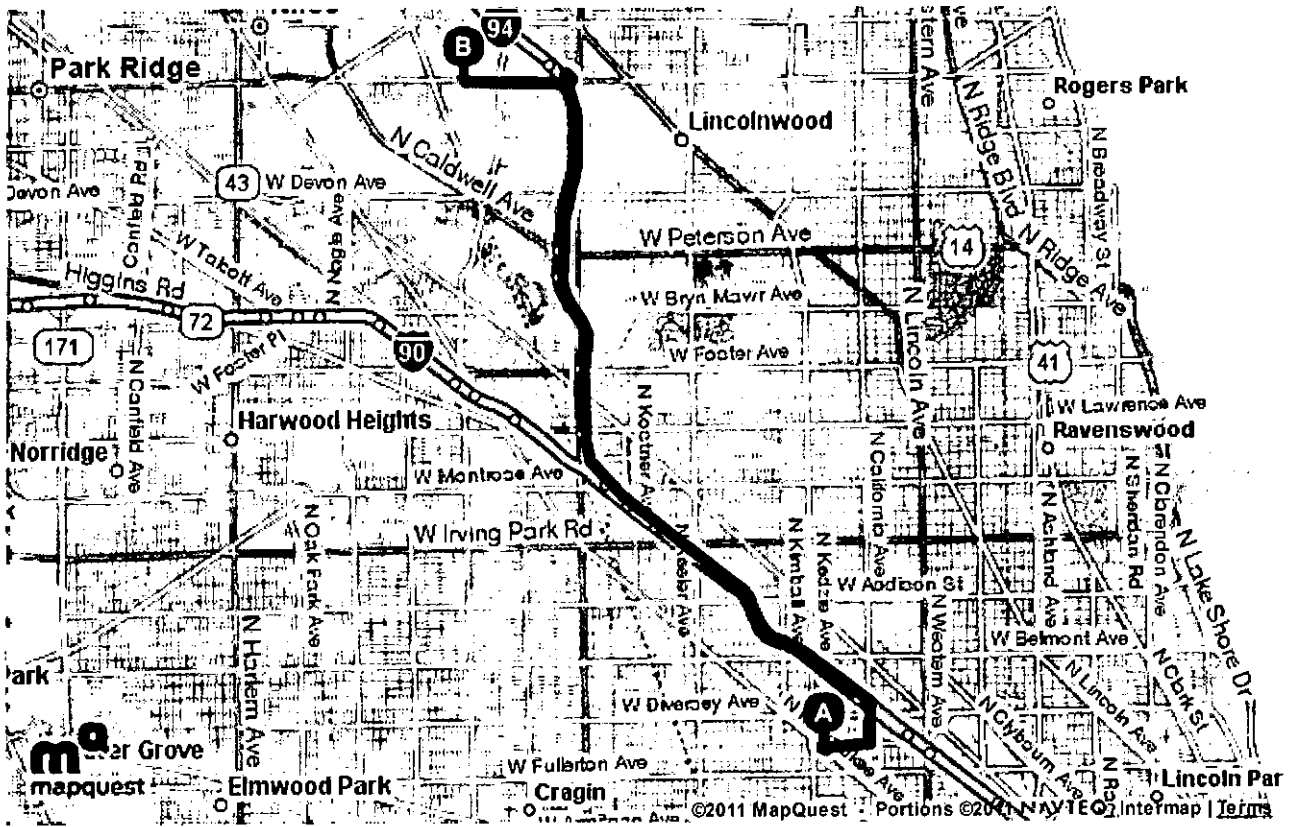 94
B
Park Ridge
Rogers Park
N Ridge Blvd
N Broadway St
Lincolnwood
N Caldwell Ave
43
W Devon Ave
Devon Ave
W Peterson Ave
14
N Ridge Ave
W Talcott Ave
Higgins Rd
72
171
W Bryn Mawr Ave
W Foster Ave
W Foster Pl
90
41
N Lincoln Ave
N Canfield Ave
Harwood Heights
W Lawrence Ave
Ravenswood
Norridge
W Montrose Ave
N California Ave
W Irving Park Rd
N Oak Park Ave
N Kimball Ave
N Kedzie Ave
N Ashland Ave
N Sheridan Rd
N Clarendon Ave
N Lake Shore Dr
W Addison St
N Western Ave
W Belmont Ave
N Harlem Ave
ark
W Diversey Ave
A
N Clybourn Ave
N Lincoln Ave
N Clark St
er Grove
mapquest
Elmwood Park
W Fullerton Ave
Cragin
Lincoln Par
©2011 MapQuest Portions ©2011 NAVTEQ, Intermap | Terms